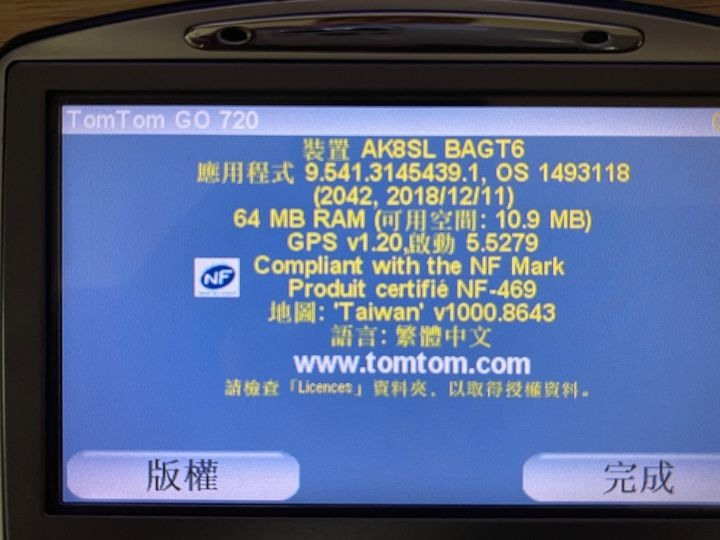 TomTom GO 720
裝置 AK8SL BAGT6
應用程式 9.541.3145439.1, OS 1493118
(2042, 2018/12/11)
64 MB RAM (可用空間: 10.9 MB)
GPS v1.20,啟動 5.5279
NF
Compliant with the NF Mark
Produit certifié NF-469
地圖: 'Taiwan' v1000.8643
語言: 繁體中文
www.tomtom.com
請檢查「Licences」資料夾，以取得授權資料。
版權
完成